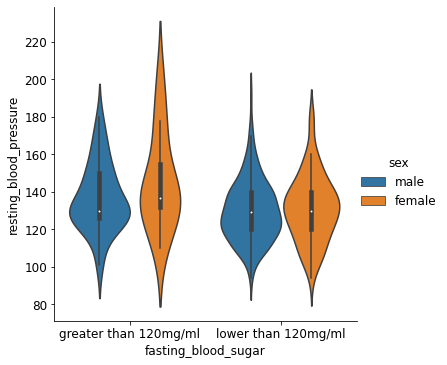 220
200
180
160
140
120
100
80
resting_blood_pressure
greater than 120mg/ml
lower than 120mg/ml
fasting_blood_sugar
sex
male
female